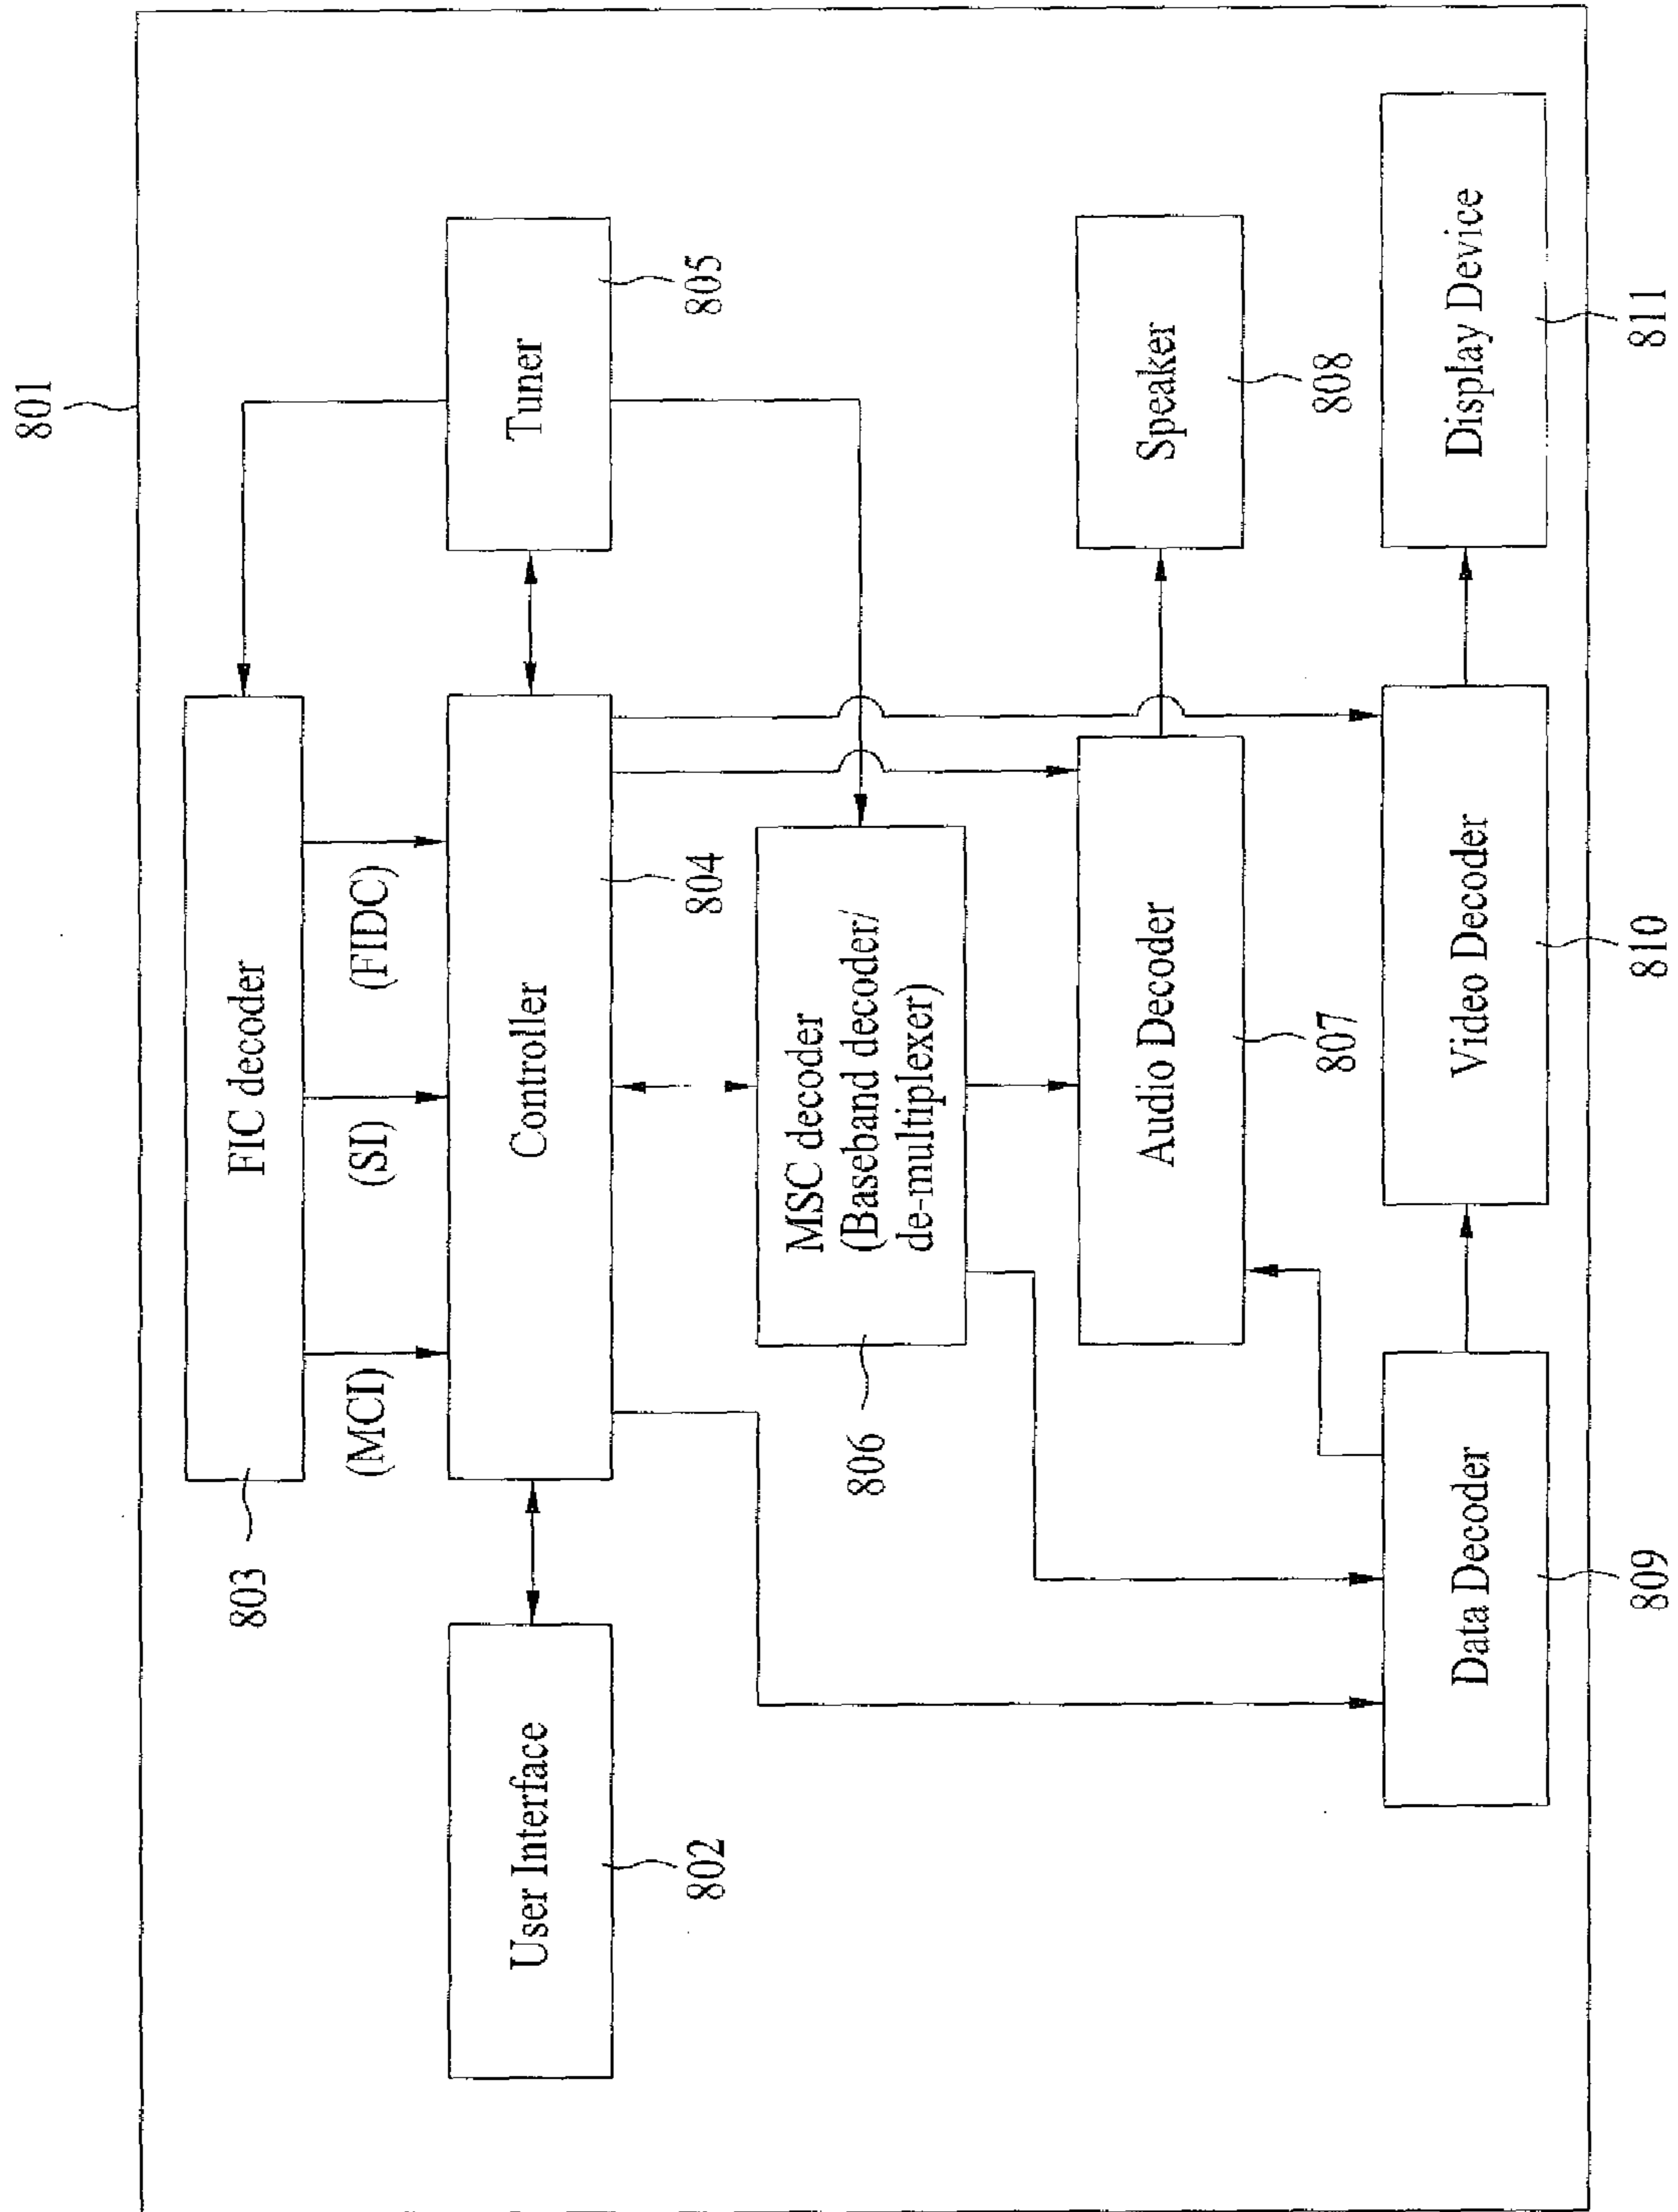 801
FIC decoder
803
(MCI)
(SI)
(FIDC)
User Interface
802
Controller
804
Tuner
805
MSC decoder
(Baseband decoder/
de-multiplexer)
806
Audio Decoder
807
Speaker
808
Data Decoder
809
Video Decoder
810
Display Device
811